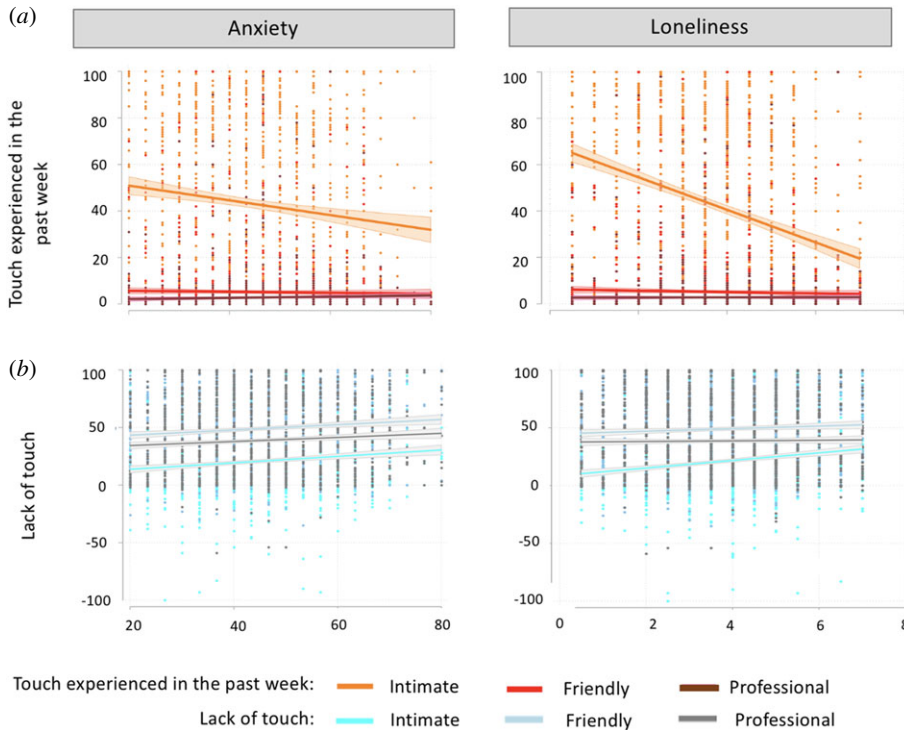 (a)
Anxiety
Loneliness
Touch experienced in the
past week
100
80
60
40
20
0
100
80
60
40
20
0
(b)
Lack of touch
100
50
0
-50
-100
20 40 60 80
100
50
0
-50
-100
0 2 4 6 8
Touch experienced in the past week: Intimate Friendly Professional
Lack of touch: Intimate Friendly Professional